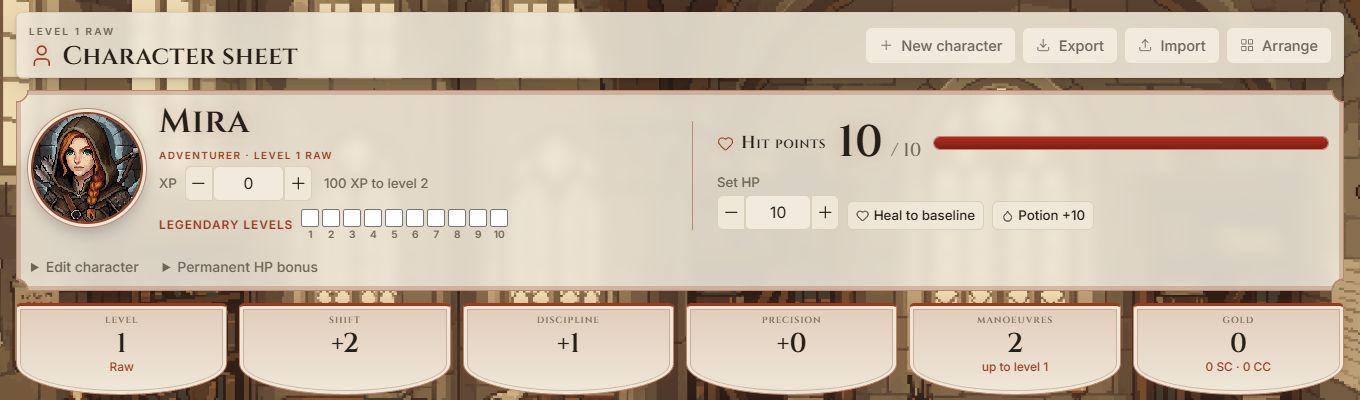 LEVEL 1 RAW
Character sheet
New character
Export
Import
Arrange
Mira
ADVENTURER · LEVEL 1 RAW
XP − 0 + 100 XP to level 2
LEGENDARY LEVELS
1 2 3 4 5 6 7 8 9 10
Edit character
Permanent HP bonus
Hit points 10 / 10
Set HP
− 10 + Heal to baseline Potion +10
LEVEL
1
Raw
SHIFT
+2
DISCIPLINE
+1
PRECISION
+0
MANOEUVRES
2
up to level 1
GOLD
0
0 SC · 0 CC